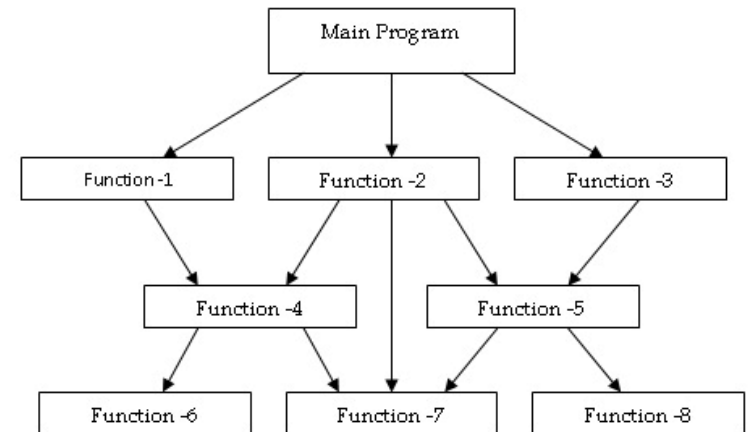 Main Program
Function -1
Function -2
Function -3
Function -4
Function -5
Function -6
Function -7
Function -8